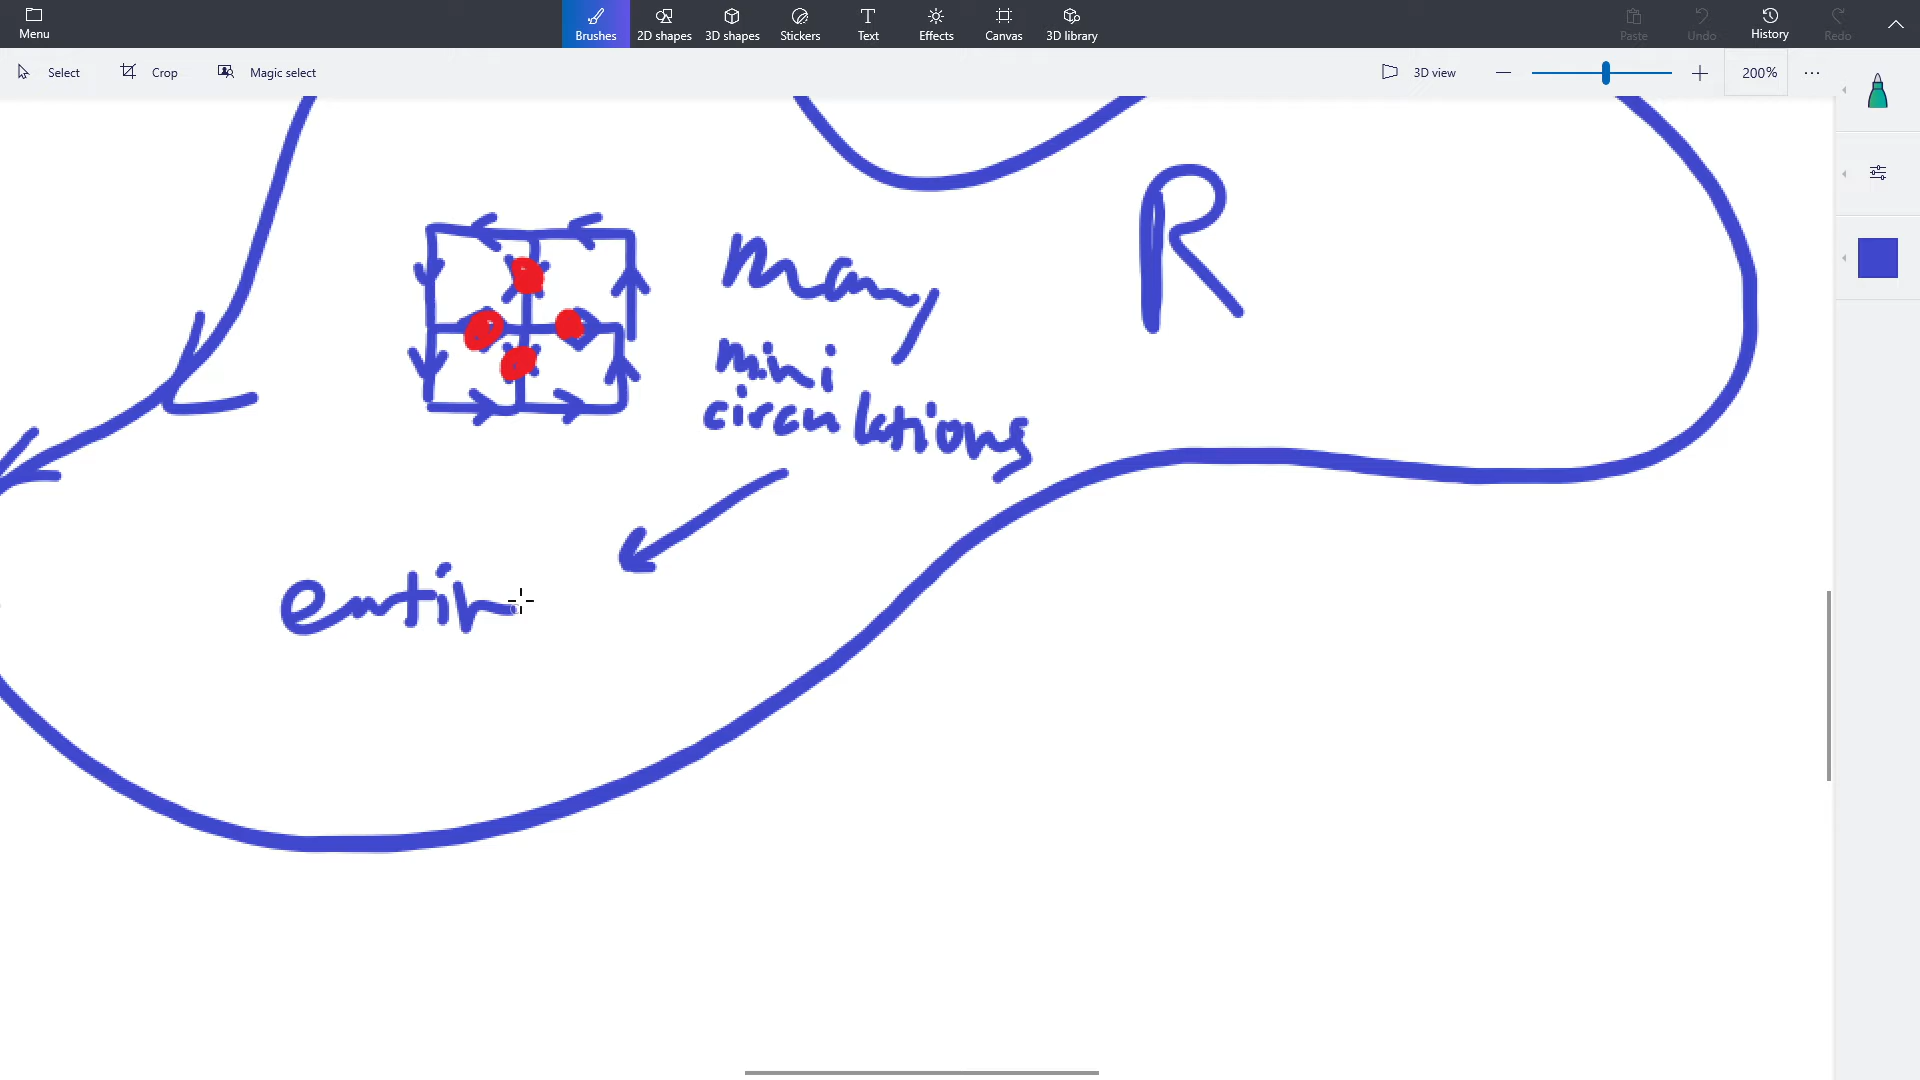 Menu
Brushes 2D shapes 3D shapes Stickers Text Effects Canvas 3D library
Paste Undo History Redo
Select Crop Magic select
3D view 200%
R
many
mini
circulations
entir